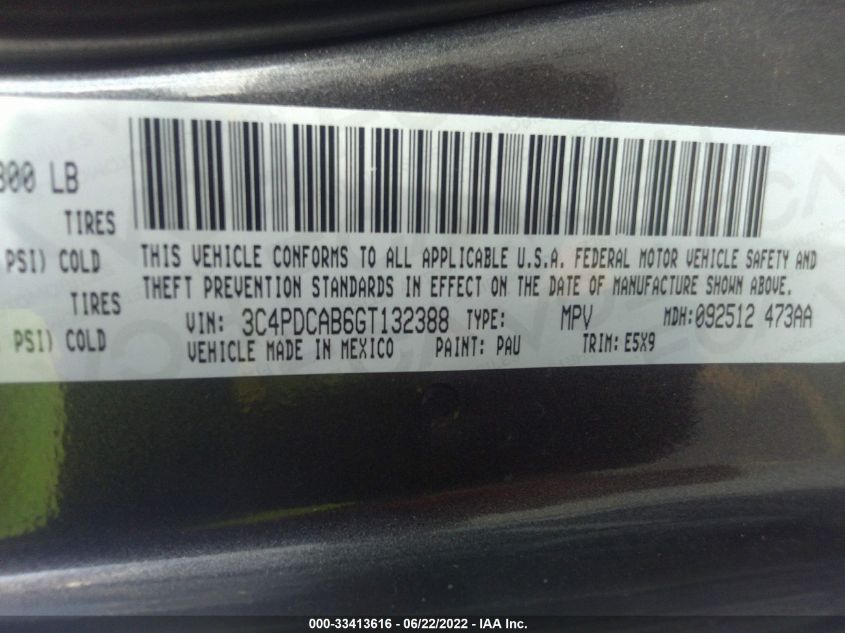 300 LB
TIRES
PSI) COLD
TIRES
PSI) COLD
THIS VEHICLE CONFORMS TO ALL APPLICABLE U.S.A. FEDERAL MOTOR VEHICLE SAFETY AND
THEFT PREVENTION STANDARDS IN EFFECT ON THE DATE OF MANUFACTURE SHOWN ABOVE.
VIN: 3C4PDCAB6GT132388 TYPE: MPV MDH:092512 473AA
VEHICLE MADE IN MEXICO PAINT: PAU TRIM: E5X9
000-33413616 - 06/22/2022 - IAA Inc.